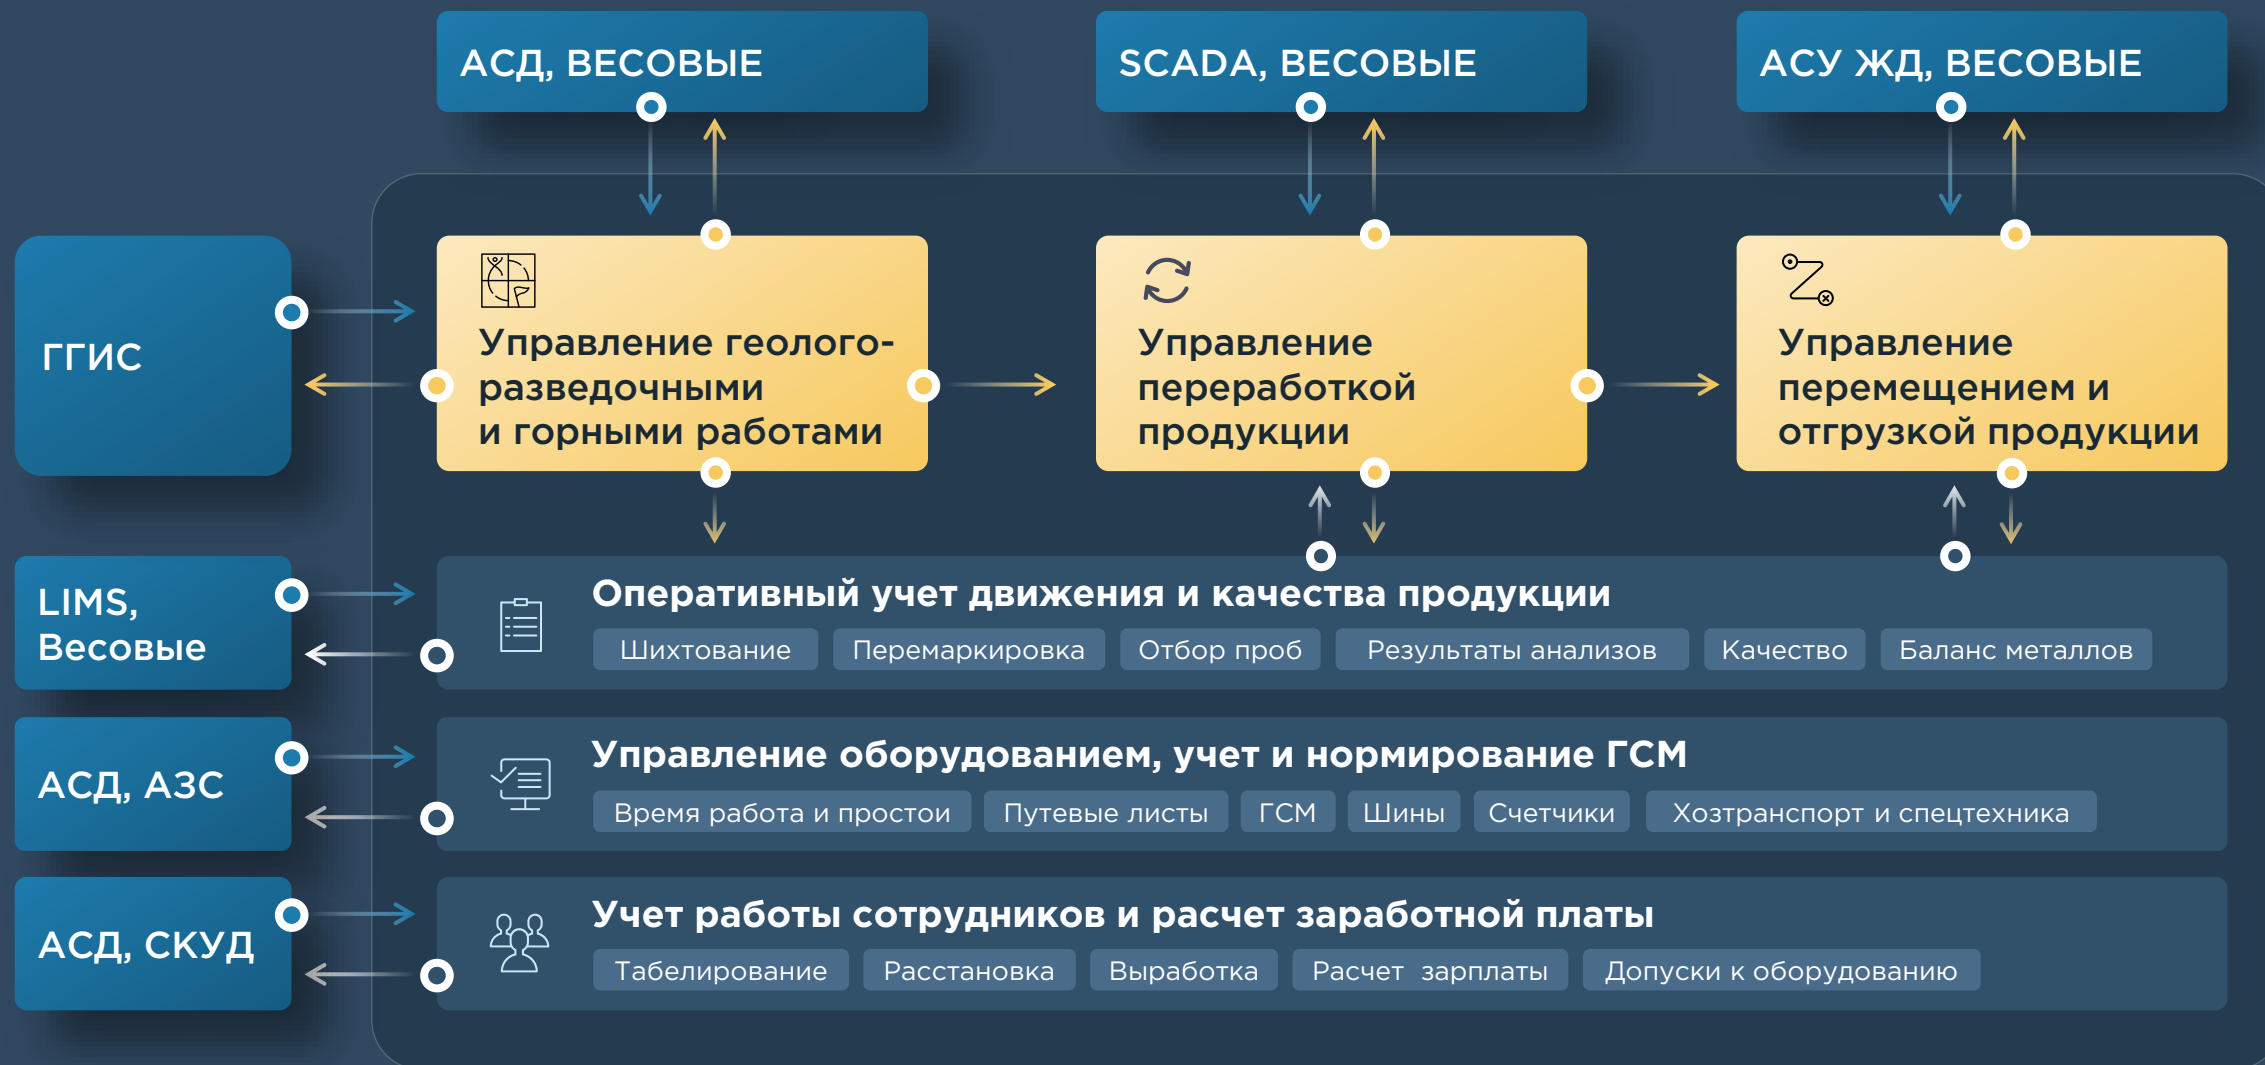 АСД, ВЕСОВЫЕ
SCADA, ВЕСОВЫЕ
АСУ ЖД, ВЕСОВЫЕ
ГГИС
Управление геолого-
разведочными
и горными работами
Управление
переработкой
продукции
Управление
перемещением и
отгрузкой продукции
LIMS,
Весовые
Оперативный учет движения и качества продукции
Шихтование Перемаркировка Отбор проб Результаты анализов Качество Баланс металлов
АСД, АЗС
Управление оборудованием, учет и нормирование ГСМ
Время работа и простои Путевые листы ГСМ Шины Счетчики Хозтранспорт и спецтехника
АСД, СКУД
Учет работы сотрудников и расчет заработной платы
Табелирование Расстановка Выработка Расчет зарплаты Допуски к оборудованию